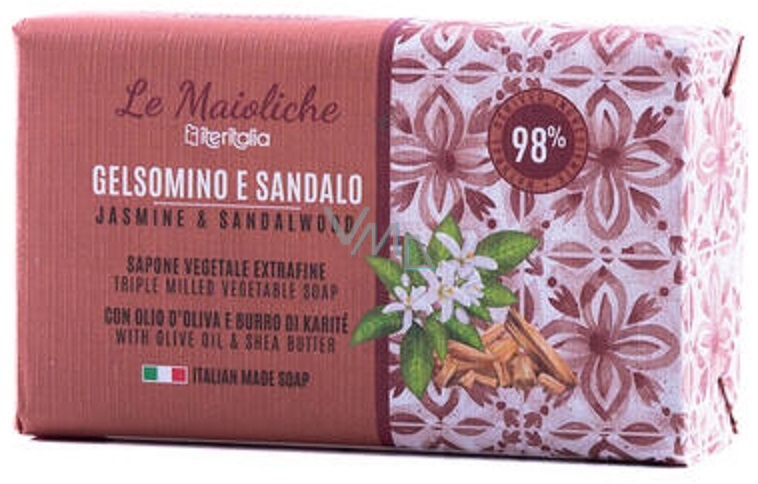 Le Maioliche
iteritalia
GELSOMINO E SANDALO
JASMINE & SANDALWOOD
SAPONE VEGETALE EXTRAFINE
TRIPLE MILLED VEGETABLE SOAP
CON OLIO D'OLIVA E BURRO DI KARITÉ
WITH OLIVE OIL & SHEA BUTTER
ITALIAN MADE SOAP
98%
DERIVED